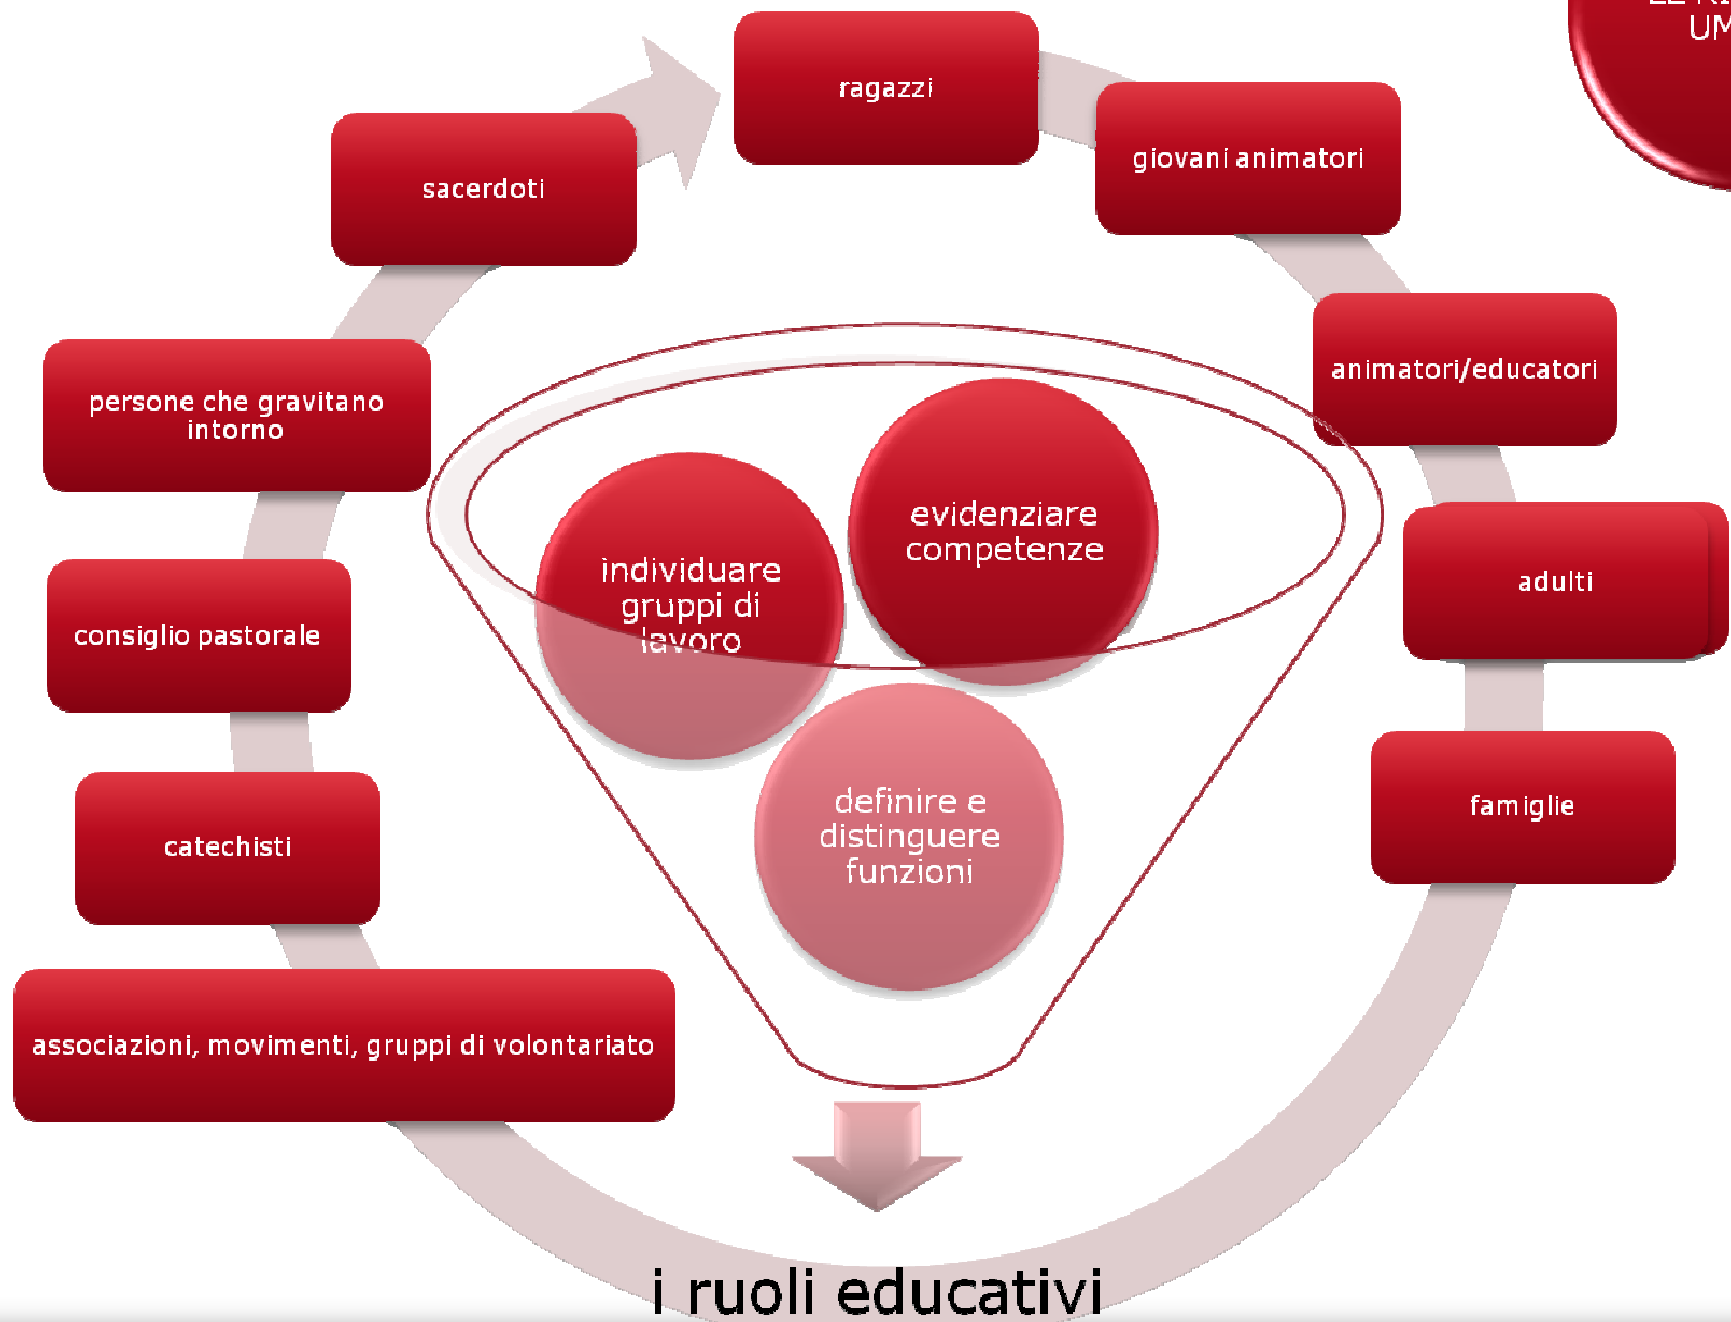 UM
ragazzi
giovani animatori
sacerdoti
animatori/educatori
persone che gravitano
intorno
evidenziare
competenze
individuare
gruppi di
lavoro
adulti
consiglio pastorale
famiglie
definire e
distinguere
funzioni
catechisti
associazioni, movimenti, gruppi di volontariato
i ruoli educativi